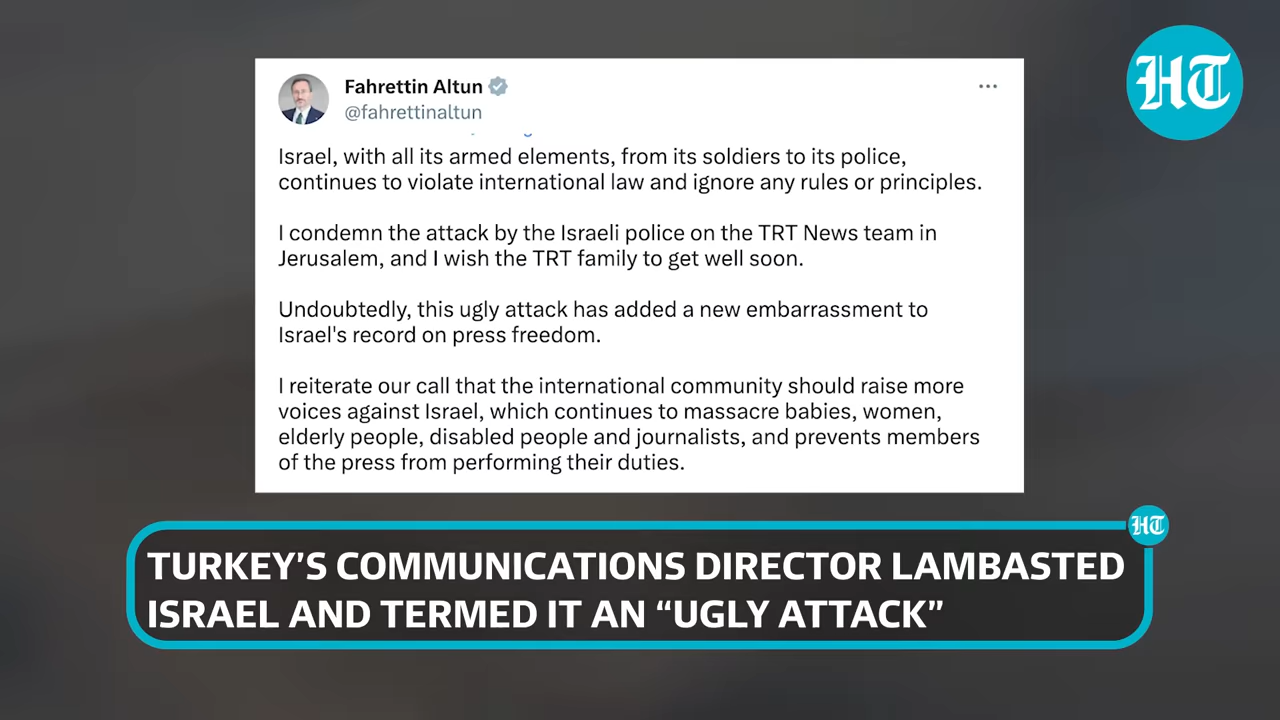 HT
Fahrettin Altun
@fahrettinaltun
Israel, with all its armed elements, from its soldiers to its police,
continues to violate international law and ignore any rules or principles.
I condemn the attack by the Israeli police on the TRT News team in
Jerusalem, and I wish the TRT family to get well soon.
Undoubtedly, this ugly attack has added a new embarrassment to
Israel's record on press freedom.
I reiterate our call that the international community should raise more
voices against Israel, which continues to massacre babies, women,
elderly people, disabled people and journalists, and prevents members
of the press from performing their duties.
HT
TURKEY’S COMMUNICATIONS DIRECTOR LAMBASTED
ISRAEL AND TERMED IT AN “UGLY ATTACK”